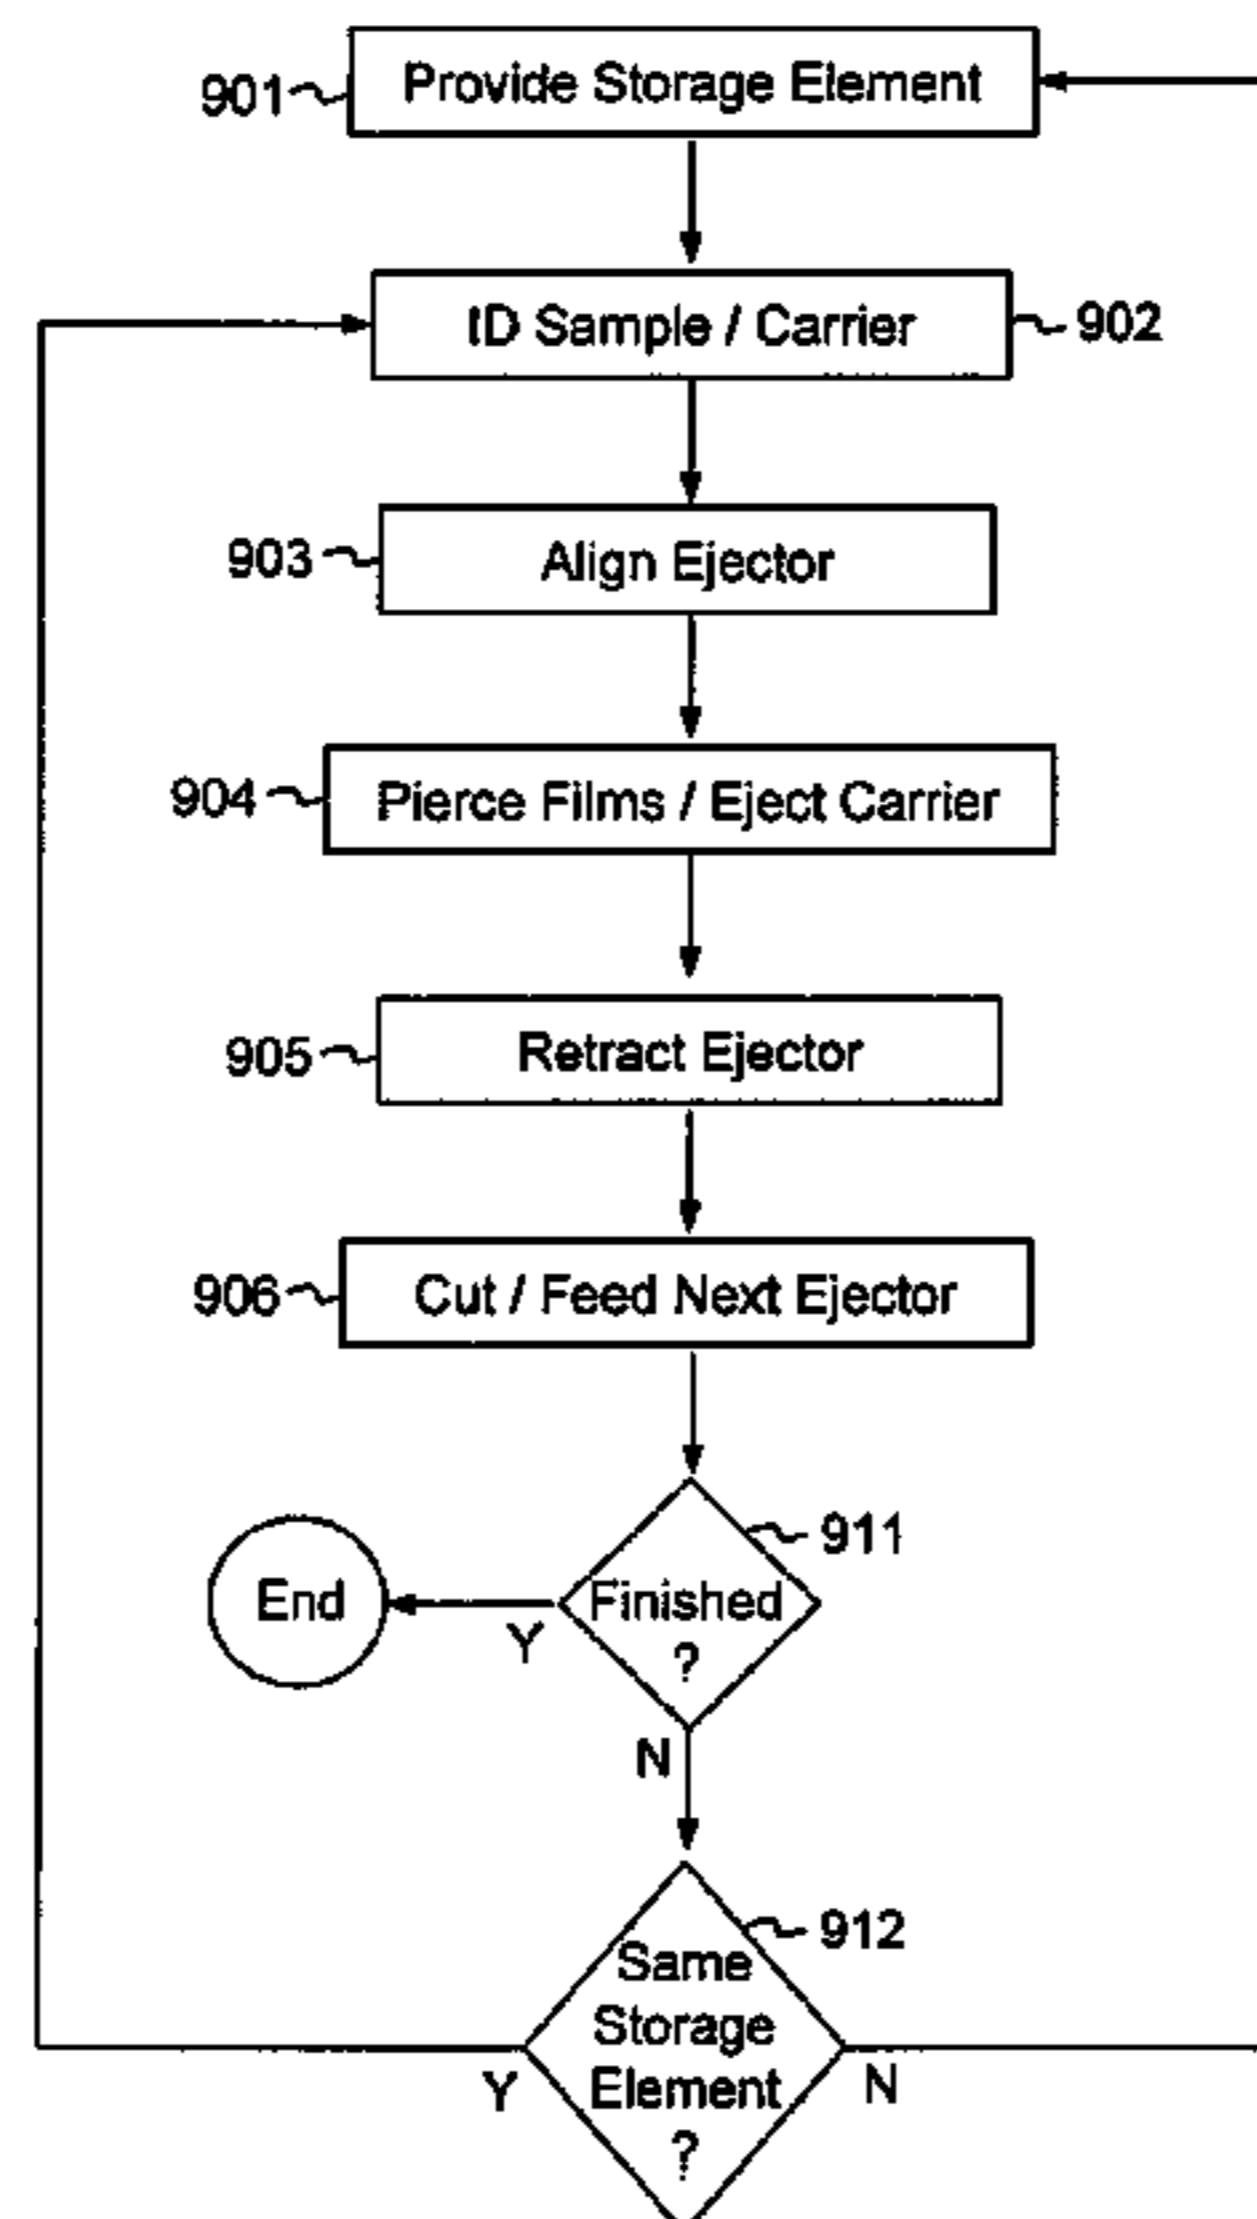 901
Provide Storage Element
ID Sample / Carrier
902
903
Align Ejector
904
Pierce Films / Eject Carrier
905
Retract Ejector
906
Cut / Feed Next Ejector
911
End
Finished
?
Y
N
912
Same
Storage
Element
?
Y
N